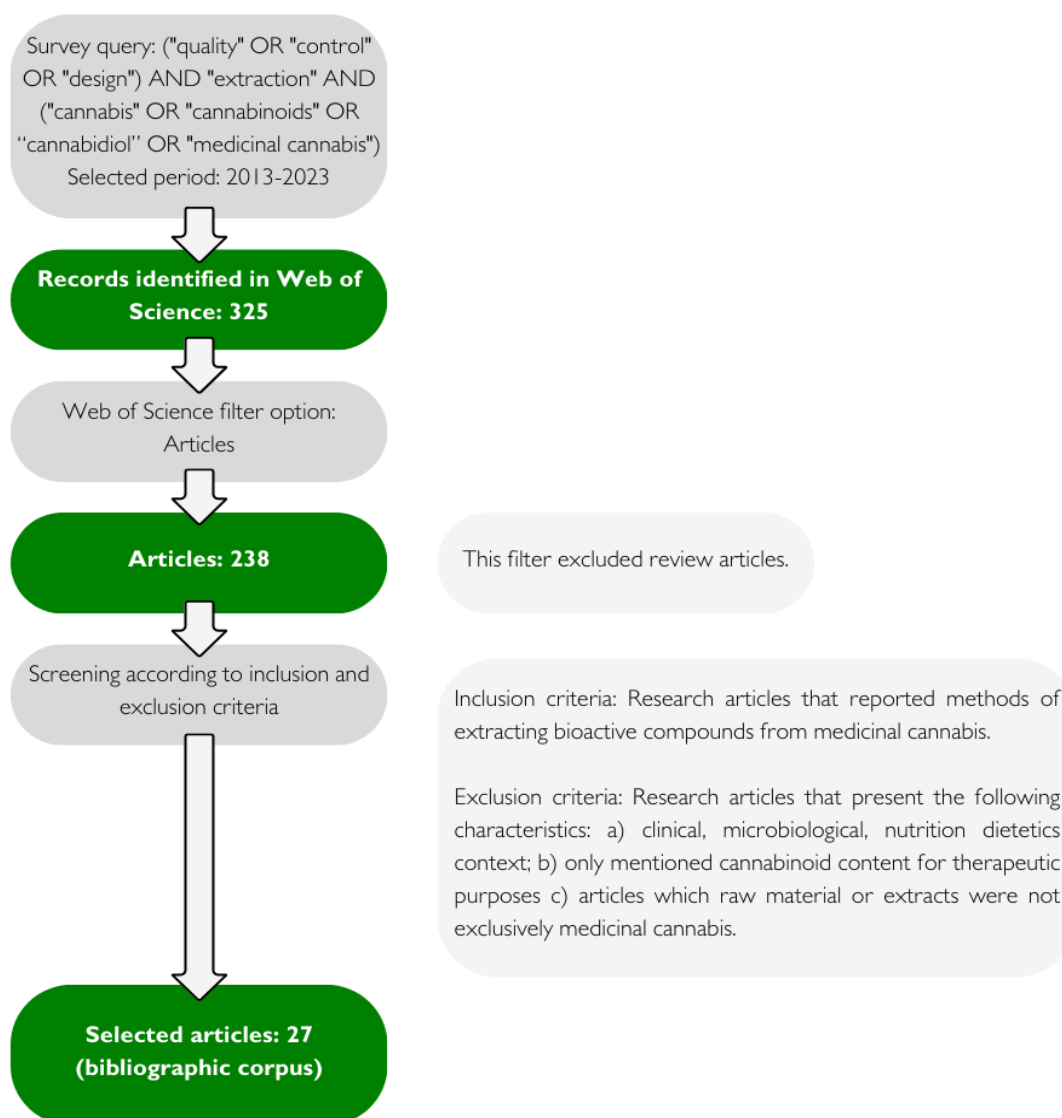 Survey query: ("quality" OR "control"
OR "design") AND "extraction" AND
("cannabis" OR "cannabinoids" OR
“cannabidiol” OR "medicinal cannabis")
Selected period: 2013-2023
Records identified in Web of
Science: 325
Web of Science filter option:
Articles
Articles: 238
This filter excluded review articles.
Screening according to inclusion and
exclusion criteria
Inclusion criteria: Research articles that reported methods of
extracting bioactive compounds from medicinal cannabis.
Exclusion criteria: Research articles that present the following
characteristics: a) clinical, microbiological, nutrition dietetics
context; b) only mentioned cannabinoid content for therapeutic
purposes c) articles which raw material or extracts were not
exclusively medicinal cannabis.
Selected articles: 27
(bibliographic corpus)